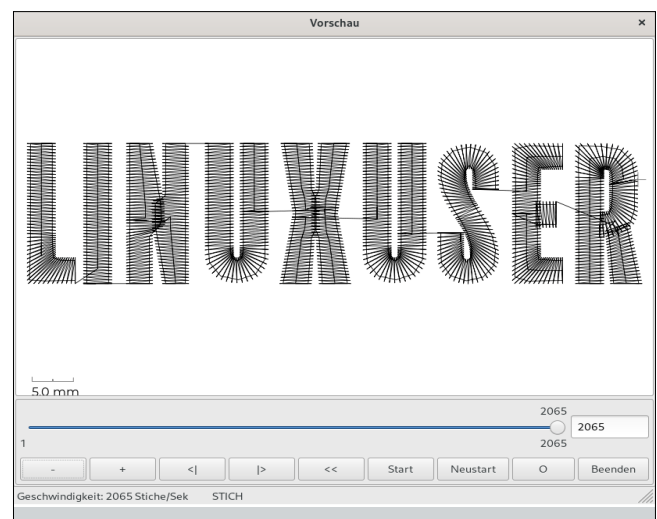 Vorschau ×
LINUXUSER
5.0 mm
2065
2065
1 2065
- + <| |> << Start Neustart O Beenden
Geschwindigkeit: 2065 Stiche/Sek STICH